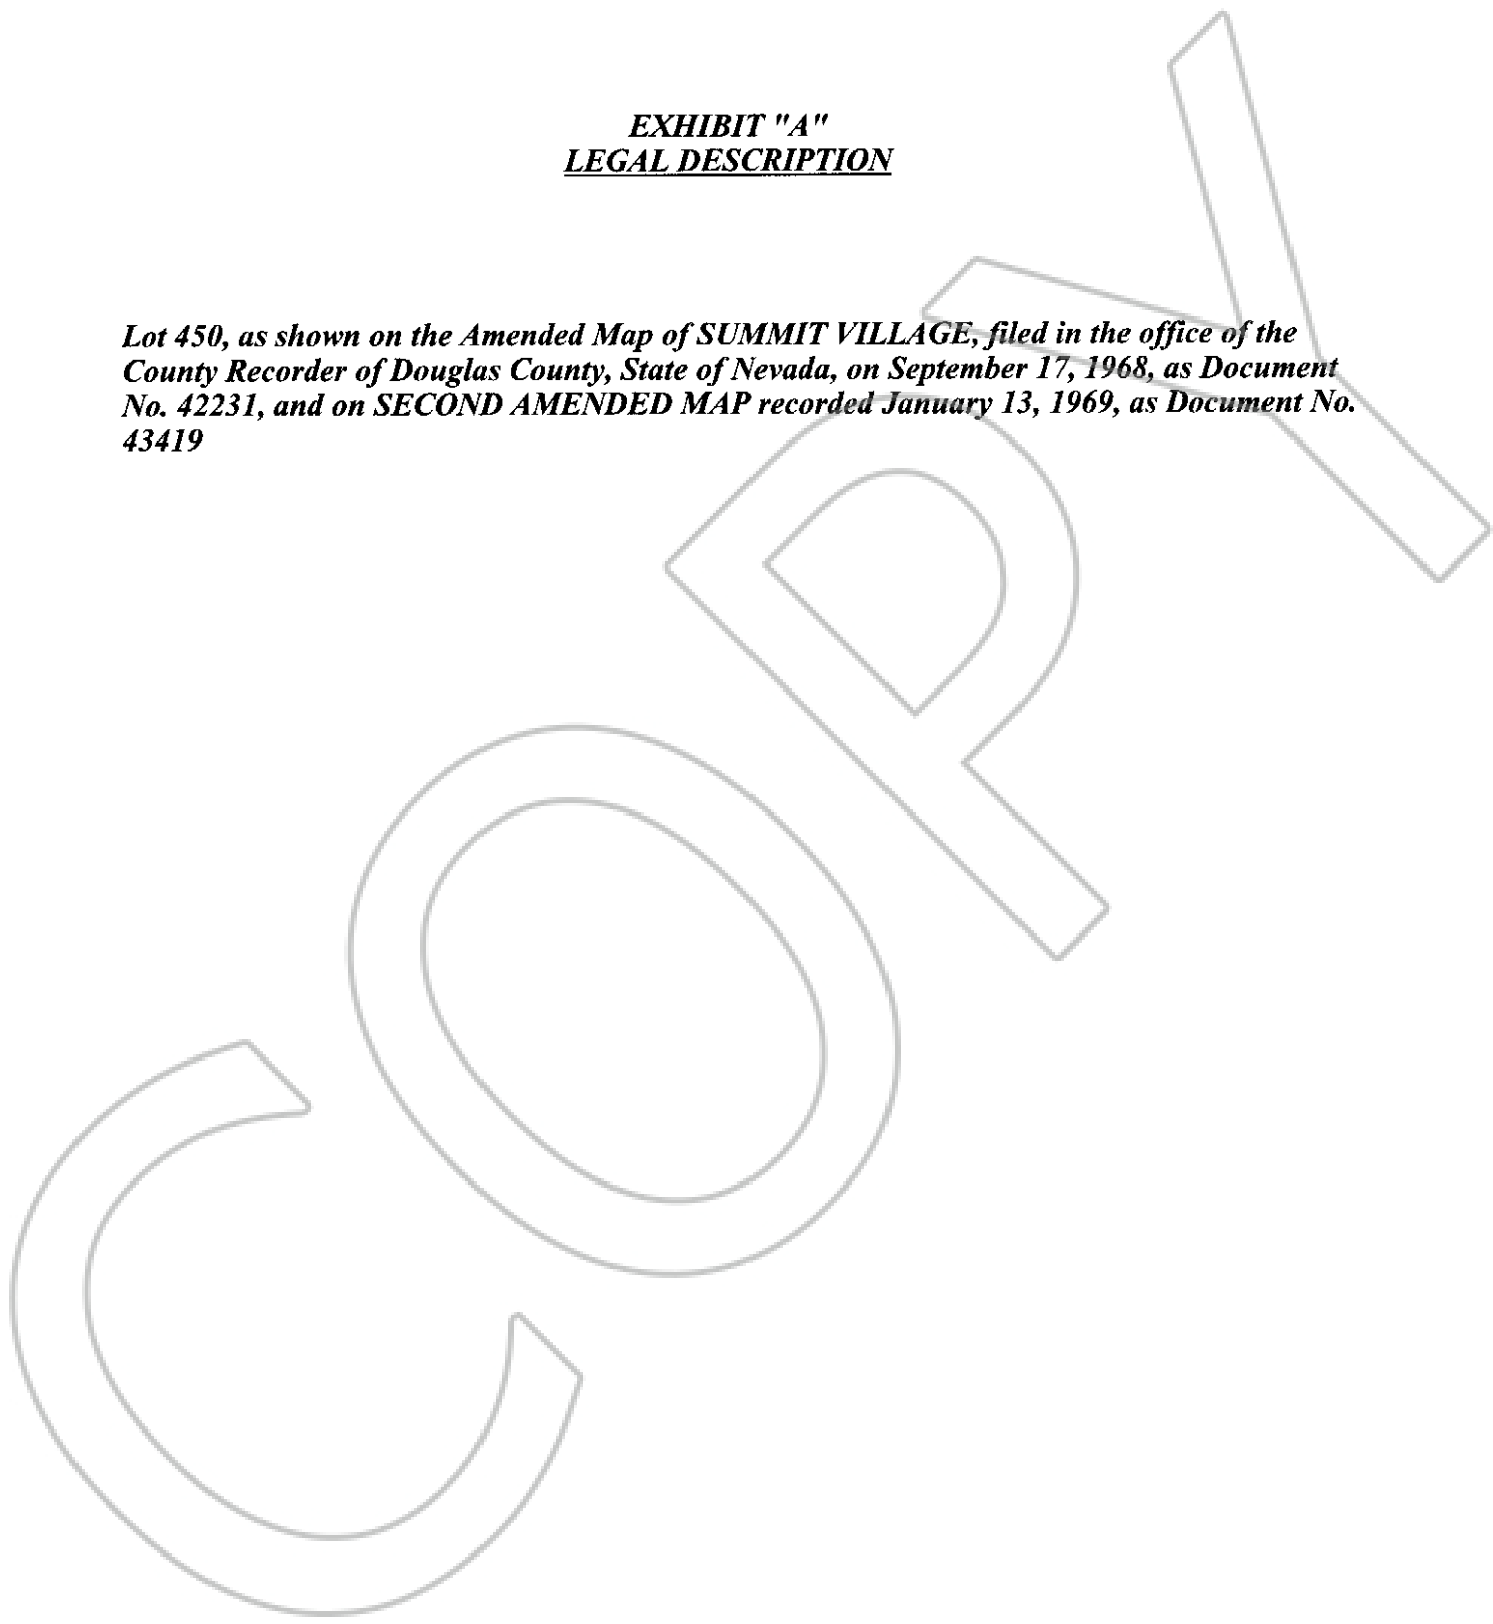 EXHIBIT "A"
LEGAL DESCRIPTION
Lot 450, as shown on the Amended Map of SUMMIT VILLAGE, filed in the office of the
County Recorder of Douglas County, State of Nevada, on September 17, 1968, as Document
No. 42231, and on SECOND AMENDED MAP recorded January 13, 1969, as Document No.
43419
COPY